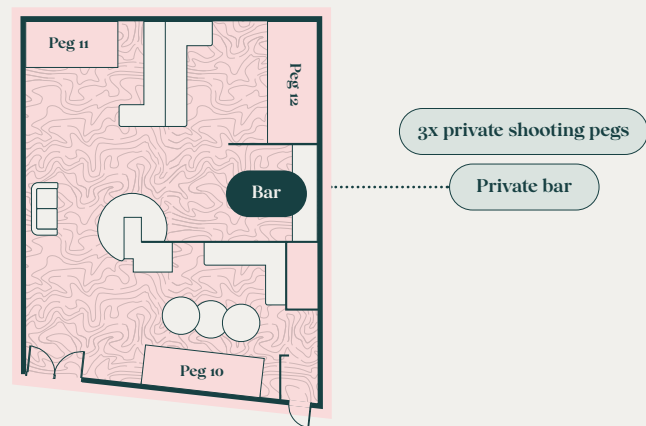 Peg 11
Peg 12
3x private shooting pegs
Bar
Private bar
Peg 10